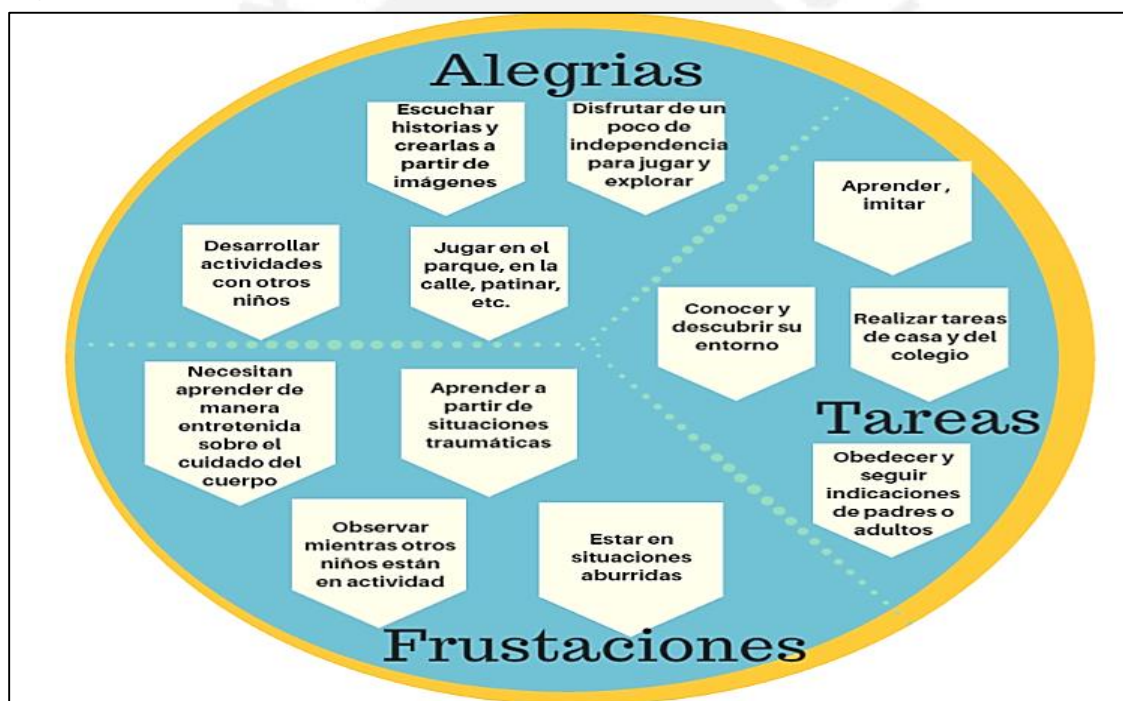 Alegrias
Escuchar
historias y
crearlas a
partir de
imágenes
Disfrutar de un
poco de
independencia
para jugar y
explorar
Desarrollar
actividades
con otros
niños
Jugar en el
parque, en la
calle, patinar,
etc.
Aprender ,
imitar
Conocer y
descubrir su
entorno
Realizar tareas
de casa y del
colegio
Tareas
Obedecer y
seguir
indicaciones
de padres o
adultos
Necesitan
aprender de
manera
entretenida
sobre el
cuidado del
cuerpo
Aprender a
partir de
situaciones
traumáticas
Observar
mientras otros
niños están
en actividad
Estar en
situaciones
aburridas
Frustaciones